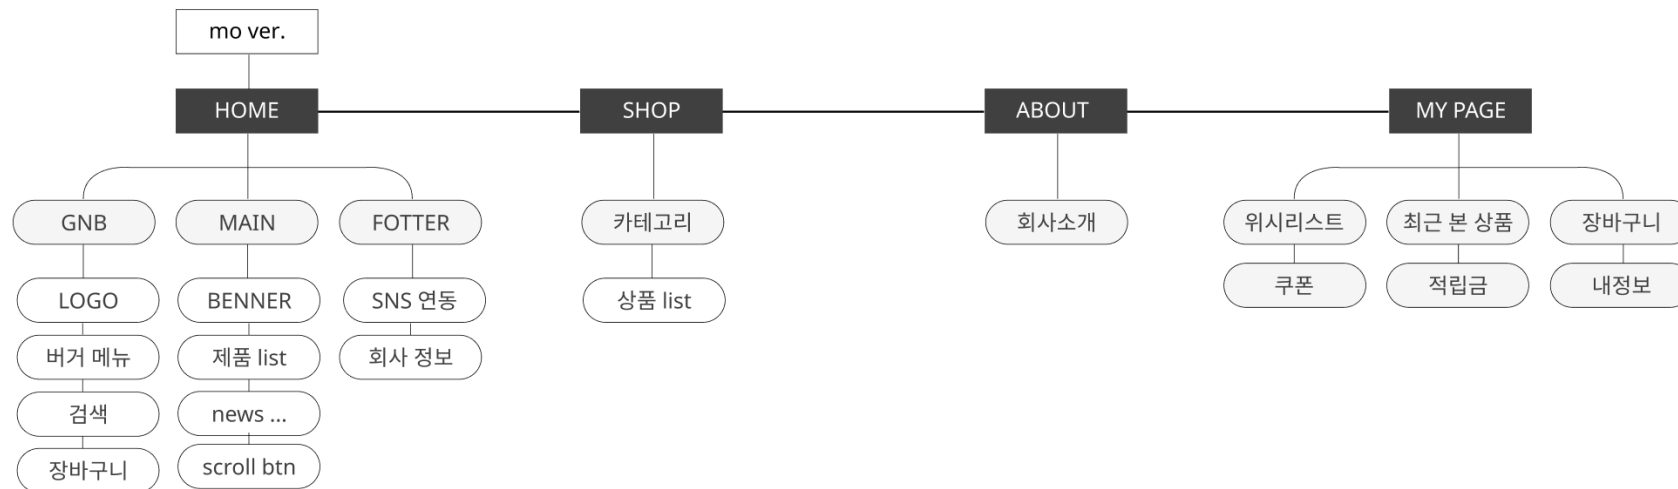 mo ver.
HOME
SHOP
ABOUT
MY PAGE
GNB
MAIN
FOTTER
카테고리
회사소개
위시리스트
최근 본 상품
장바구니
쿠폰
적립금
내정보
LOGO
BENNER
SNS 연동
상품 list
버거 메뉴
제품 list
회사 정보
검색
news ...
장바구니
scroll btn